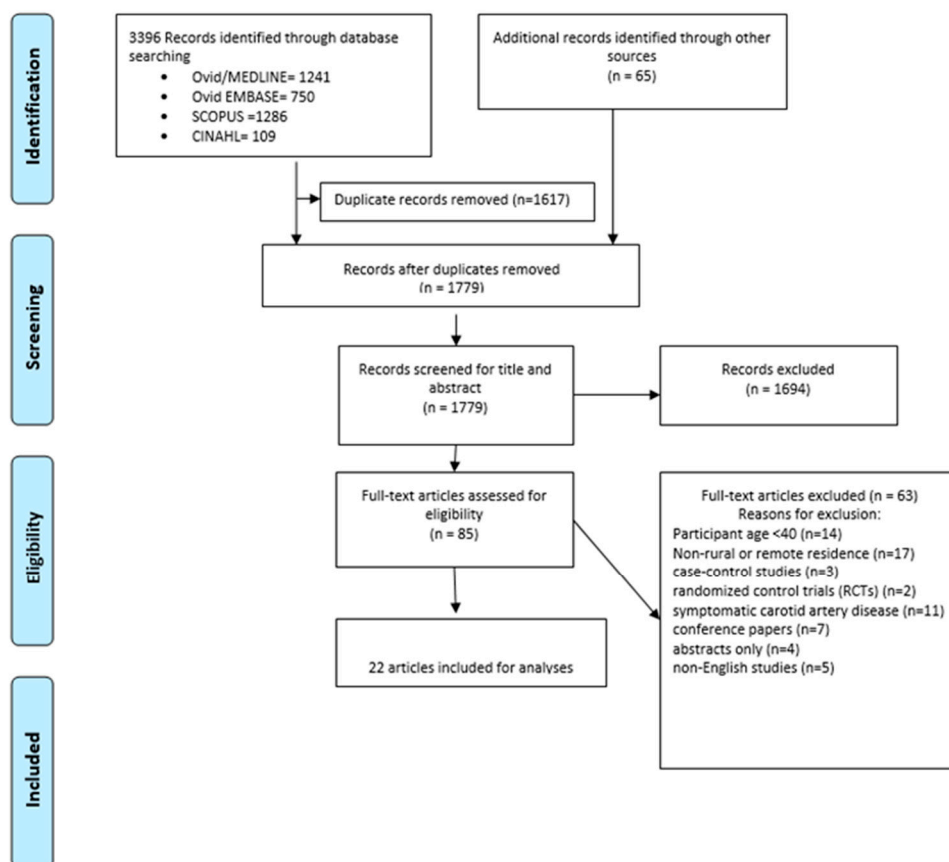 Identification
3396 Records identified through database
searching
• Ovid/MEDLINE= 1241
• Ovid EMBASE= 750
• SCOPUS =1286
• CINAHL= 109
Additional records identified through other
sources
(n = 65)
Duplicate records removed (n=1617)
Screening
Records after duplicates removed
(n = 1779)
Records screened for title and
abstract
(n = 1779)
Records excluded
(n = 1694)
Eligibility
Full-text articles assessed for
eligibility
(n = 85)
Full-text articles excluded (n = 63)
Reasons for exclusion:
Participant age <40 (n=14)
Non-rural or remote residence (n=17)
case-control studies (n=3)
randomized control trials (RCTs) (n=2)
symptomatic carotid artery disease (n=11)
conference papers (n=7)
abstracts only (n=4)
non-English studies (n=5)
Included
22 articles included for analyses